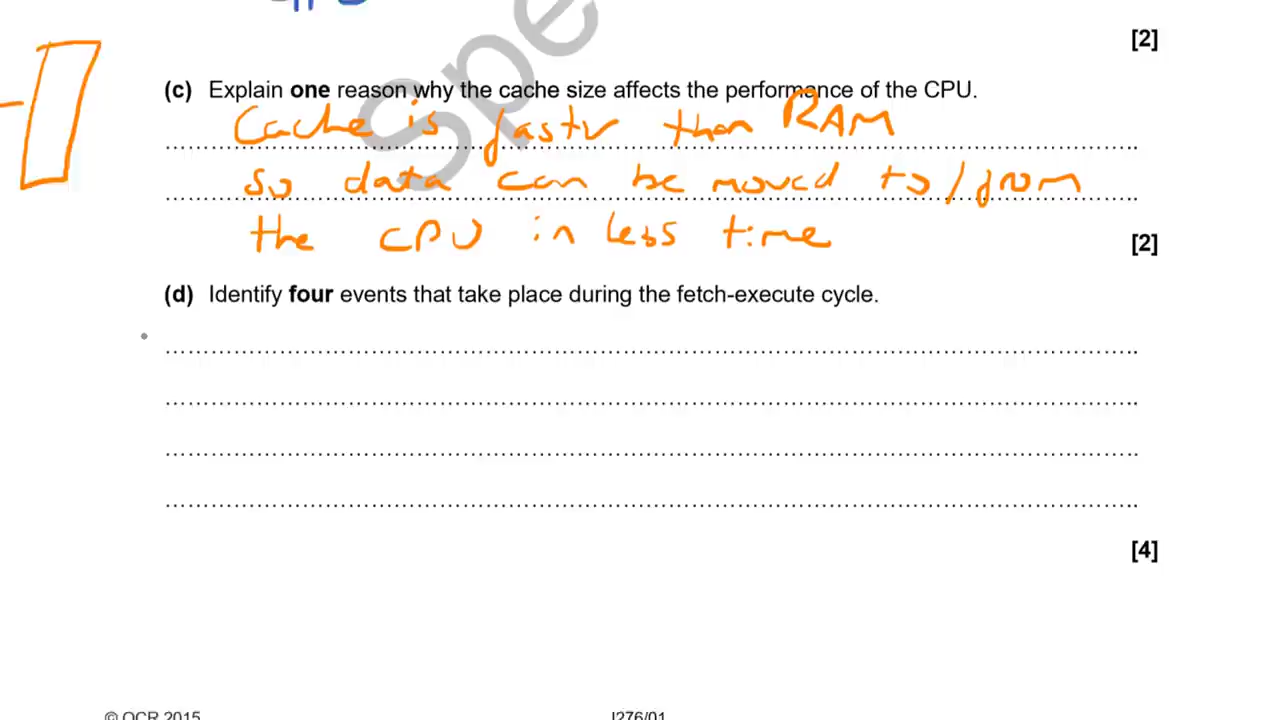 [2]
(c) Explain one reason why the cache size affects the performance of the CPU.
Cache is faster than RAM
so data can be moved to/from
the CPU in less time
[2]
(d) Identify four events that take place during the fetch-execute cycle.
[4]
© OCR 2015 J276/01
Spe